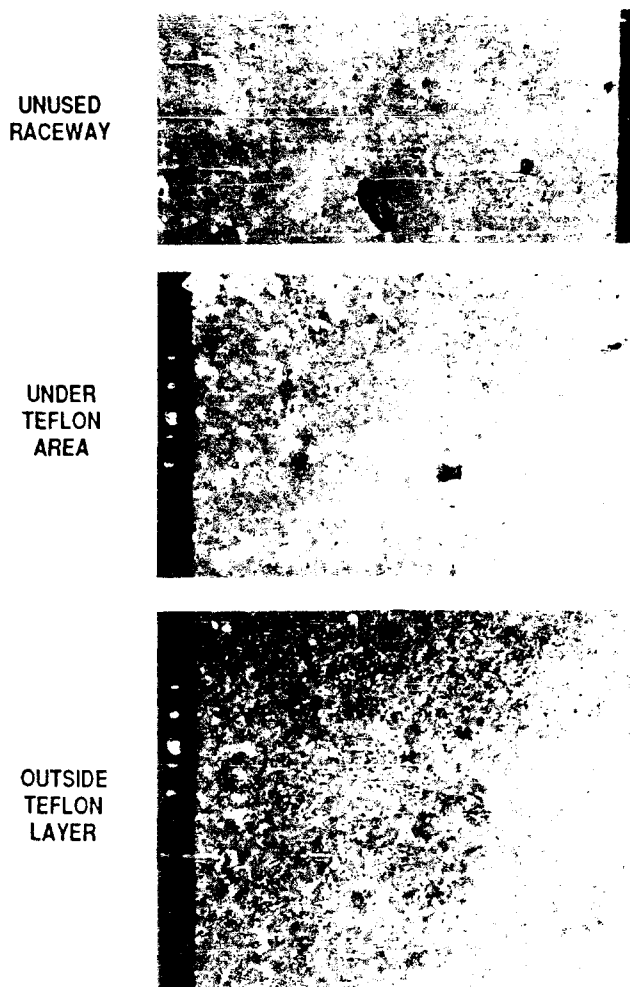 UNUSED
RACEWAY
UNDER
TEFLON
AREA
OUTSIDE
TEFLON
LAYER